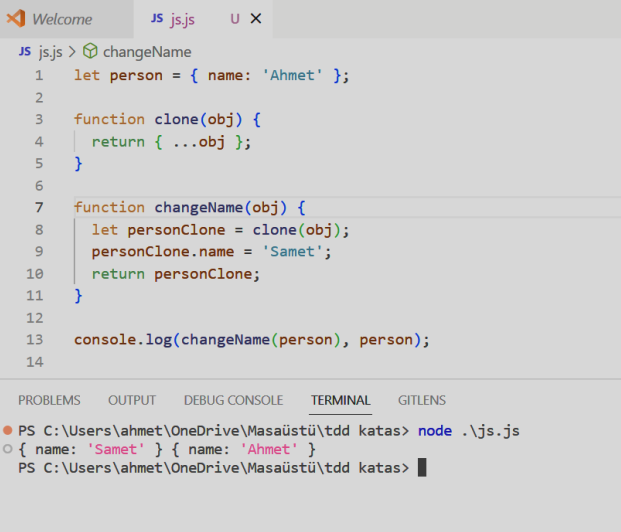 Welcome
JS js.js U
JS js.js > changeName
1 let person = { name: 'Ahmet' };
2
3 function clone(obj) {
4 return { ...obj };
5 }
6
7 function changeName(obj) {
8 let personClone = clone(obj);
9 personClone.name = 'Samet';
10 return personClone;
11 }
12
13 console.log(changeName(person), person);
14
PROBLEMS OUTPUT DEBUG CONSOLE TERMINAL GITLENS
PS C:\Users\ahmet\OneDrive\Masaüstü\tdd katas> node .\js.js
{ name: 'Samet' } { name: 'Ahmet' }
PS C:\Users\ahmet\OneDrive\Masaüstü\tdd katas>